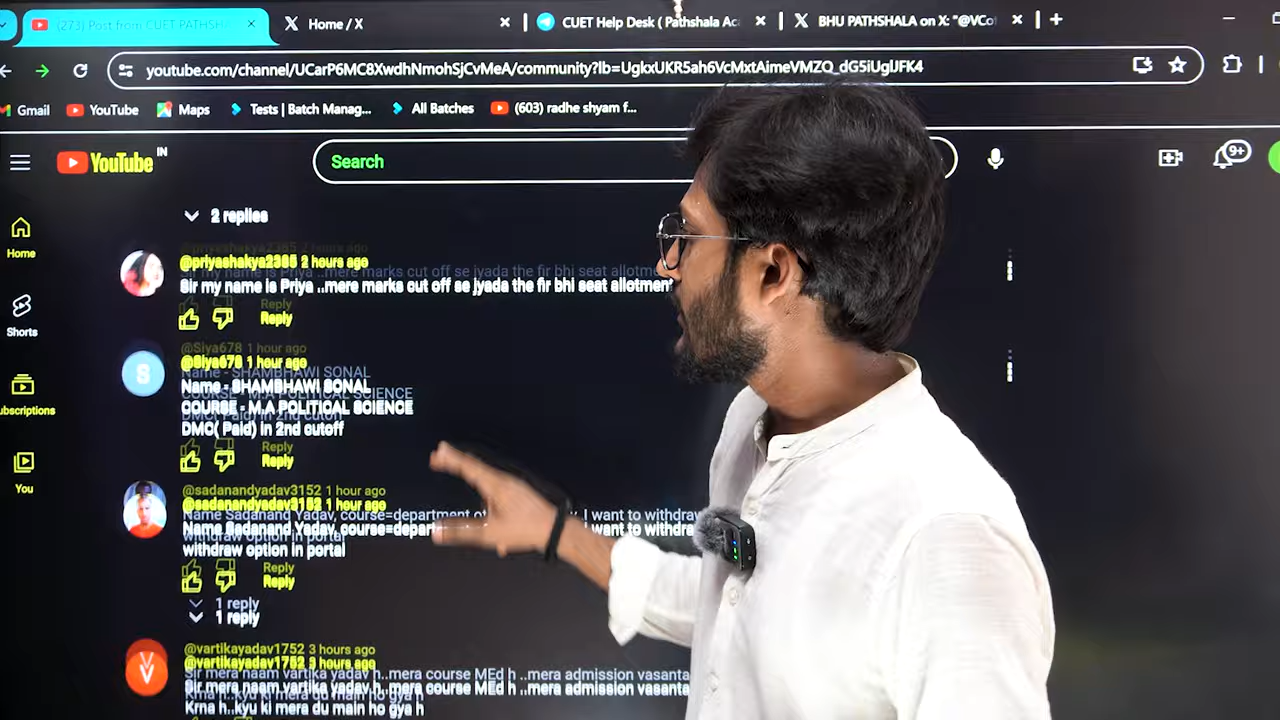 (273) Post from CUET PATHSH
Home / X
CUET Help Desk ( Pathshala Ac
BHU PATHSHALA on X: "@VCo
youtube.com/channel/UCarP6MC8XwdhNmohSjCvMeA/community?lb=UgkxUKR5ah6VcMxtAimeVMZQ_dG5iUglJFK4
Gmail
YouTube
Maps
Tests | Batch Manag...
All Batches
(603) radhe shyam f...
YouTube IN
Search
9+
Home
Shorts
ubscriptions
You
2 replies
@priyashakya2385 2 hours ago
Sir my name is Priya ..mere marks cut off se jyada the fir bhi seat allotment
Reply
S
@Siya678 1 hour ago
Name - SHAMBHAWI SONAL
COURSE - M.A POLITICAL SCIENCE
DMC( Paid) in 2nd cutoff
Reply
@sadanandyadav3152 1 hour ago
Name Sadanand Yadav, course=depart I want to withdra
withdraw option in portal
Reply
1 reply
V
@vartikayadav1752 3 hours ago
Sir mera naam vartika yadav h..mera course MEd h ..mera admission vasanta
Krna h..kyu ki mera du main ho gya h